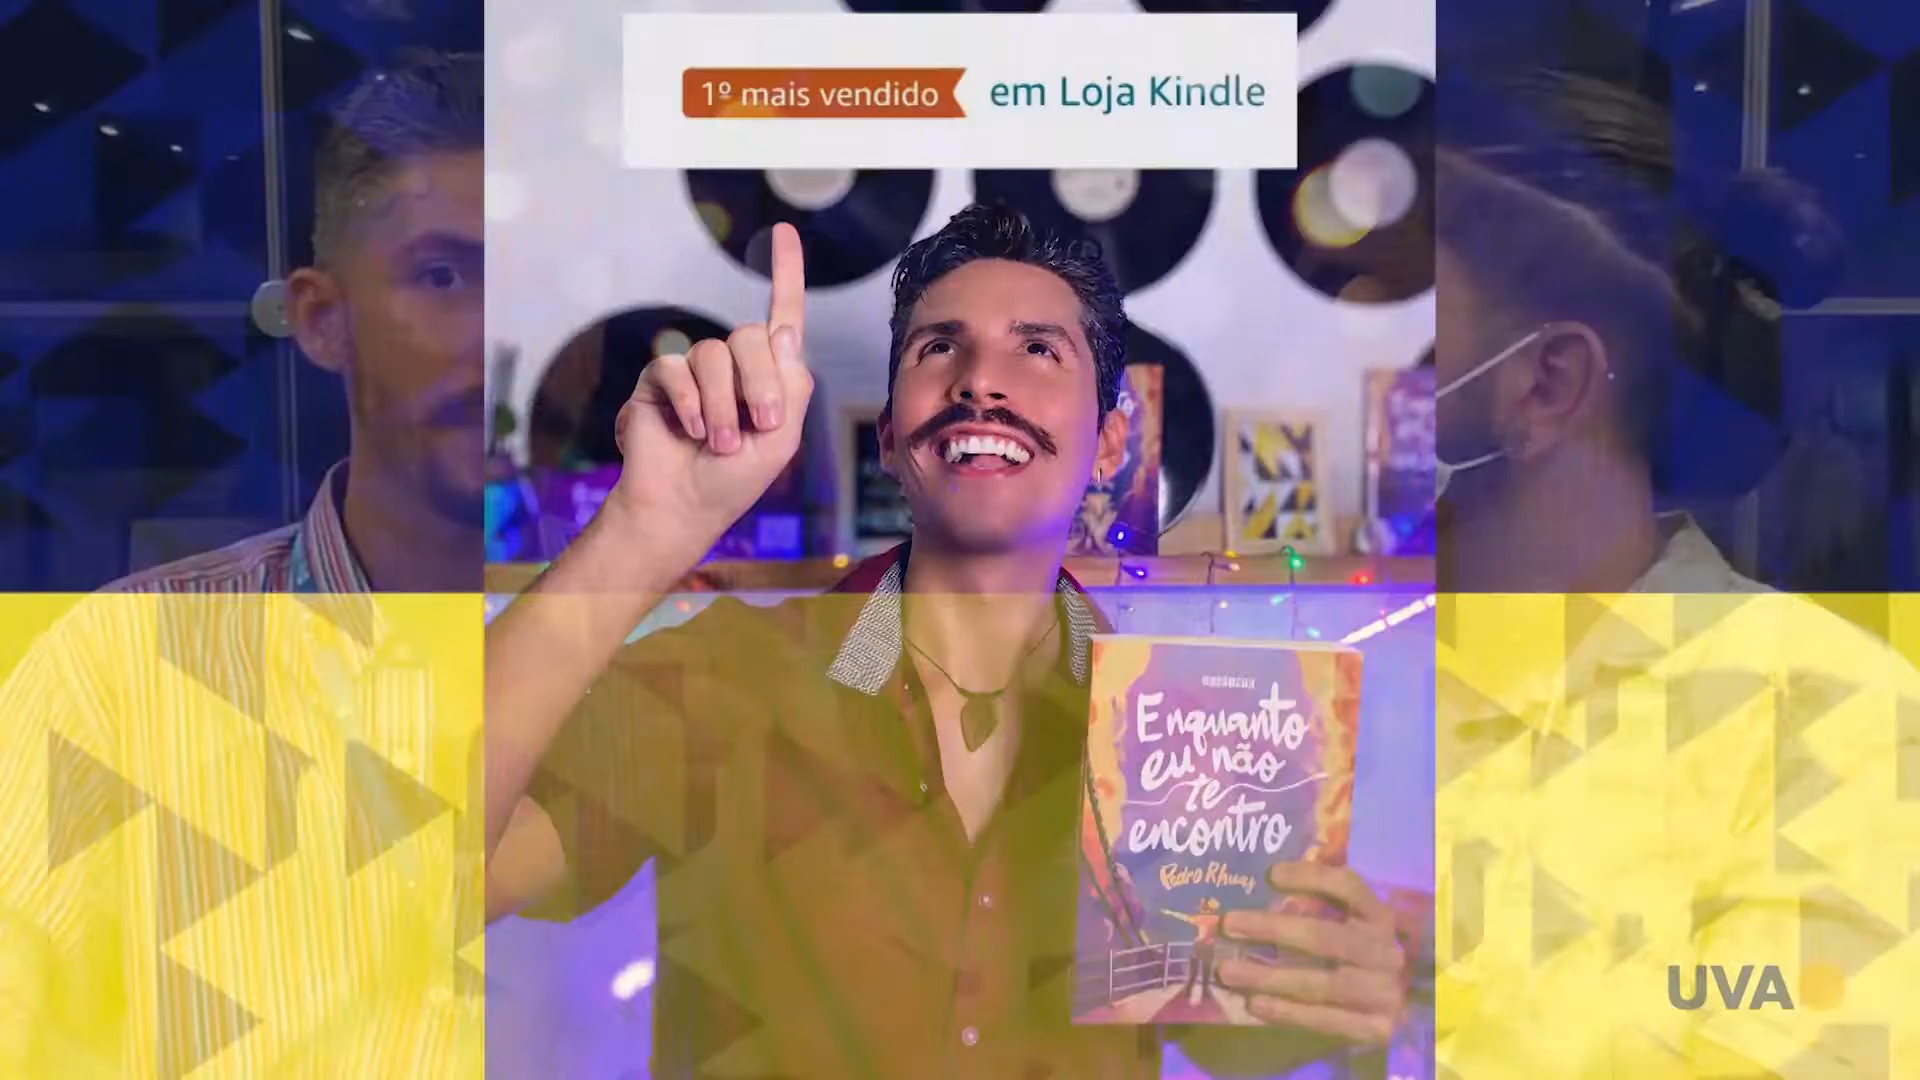 1º mais vendido em Loja Kindle
Enquanto
eu não
te
encontro
Pedro Rhuas
UVA